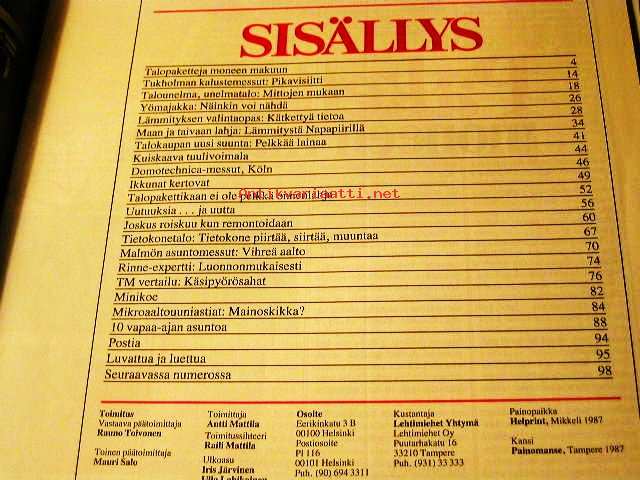 SISÄLLYS
Talopaketteja moneen makuun 4
Tukholman kalustemessut: Pikavisiitti 14
Talounelma, unelmatalo: Mittojen mukaan 18
Yömajakka: Näinkin voi nähdä 26
Lämmityksen valintaopas: Kätkettyä tietoa 28
Maan ja taivaan lahja: Lämmitystä Napapiirillä 34
Talokaupan uusi suunta: Pelkkää lainaa 41
Kuiskaava tuulivoimala 44
Domotechnica-messut, Köln 46
Ikkunat kertovat 49
Talopakettikaan ei ole pelkkä 52
Antikvariaatti.net
Uutuuksia . . . ja uutta 56
Joskus roiskuu kun remontoidaan 60
Tietokonetalo: Tietokone piirtää, siirtää, muuntaa 67
Malmön asuntomessut: Vihreä aalto 70
Rinne-expertti: Luonnonmukaisesti 74
TM vertailu: Käsipyörösahat 76
Minikoe 82
Mikroaaltouuniastiat: Mainoskikka? 84
10 vapaa-ajan asuntoa 88
Postia 94
Luvattua ja luettua 95
Seuraavassa numerossa 98
Toimitus
Vastaava päätoimittaja
Rauno Toivonen
Toinen päätoimittaja
Mauri Salo
Toimittaja
Antti Mattila
Toimitussihteeri
Raili Mattila
Ulkoasu
Iris Järvinen
Ulla Lehikoinen
Osoite
Eerikinkatu 3 B
00100 Helsinki
Postiosoite
Pl 116
00101 Helsinki
Puh. (90) 694 3311
Kustantaja
Lehtimiehet Yhtymä
Lehtimiehet Oy
Puutarhakatu 16
33210 Tampere
Puh. (931) 33 333
Painopaikka
Helprint, Mikkeli 1987
Kansi
Painomanse, Tampere 1987